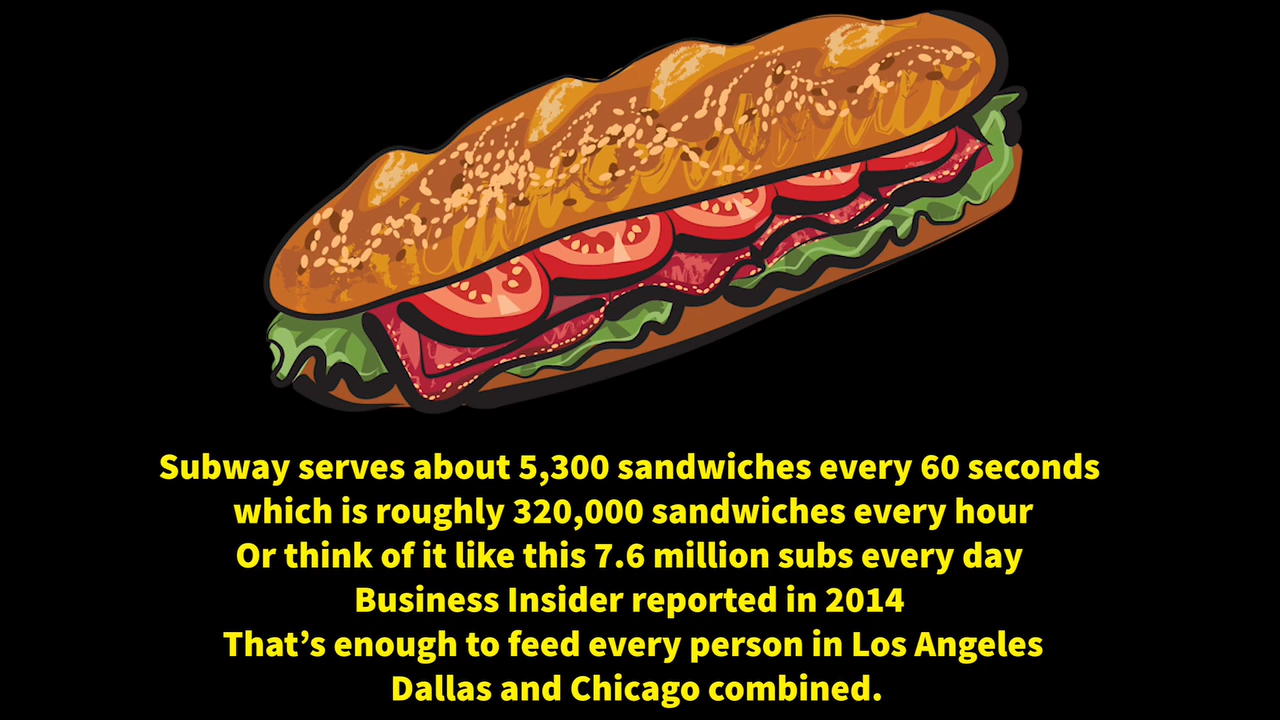 Subway serves about 5,300 sandwiches every 60 seconds
which is roughly 320,000 sandwiches every hour
Or think of it like this 7.6 million subs every day
Business Insider reported in 2014
That’s enough to feed every person in Los Angeles
Dallas and Chicago combined.